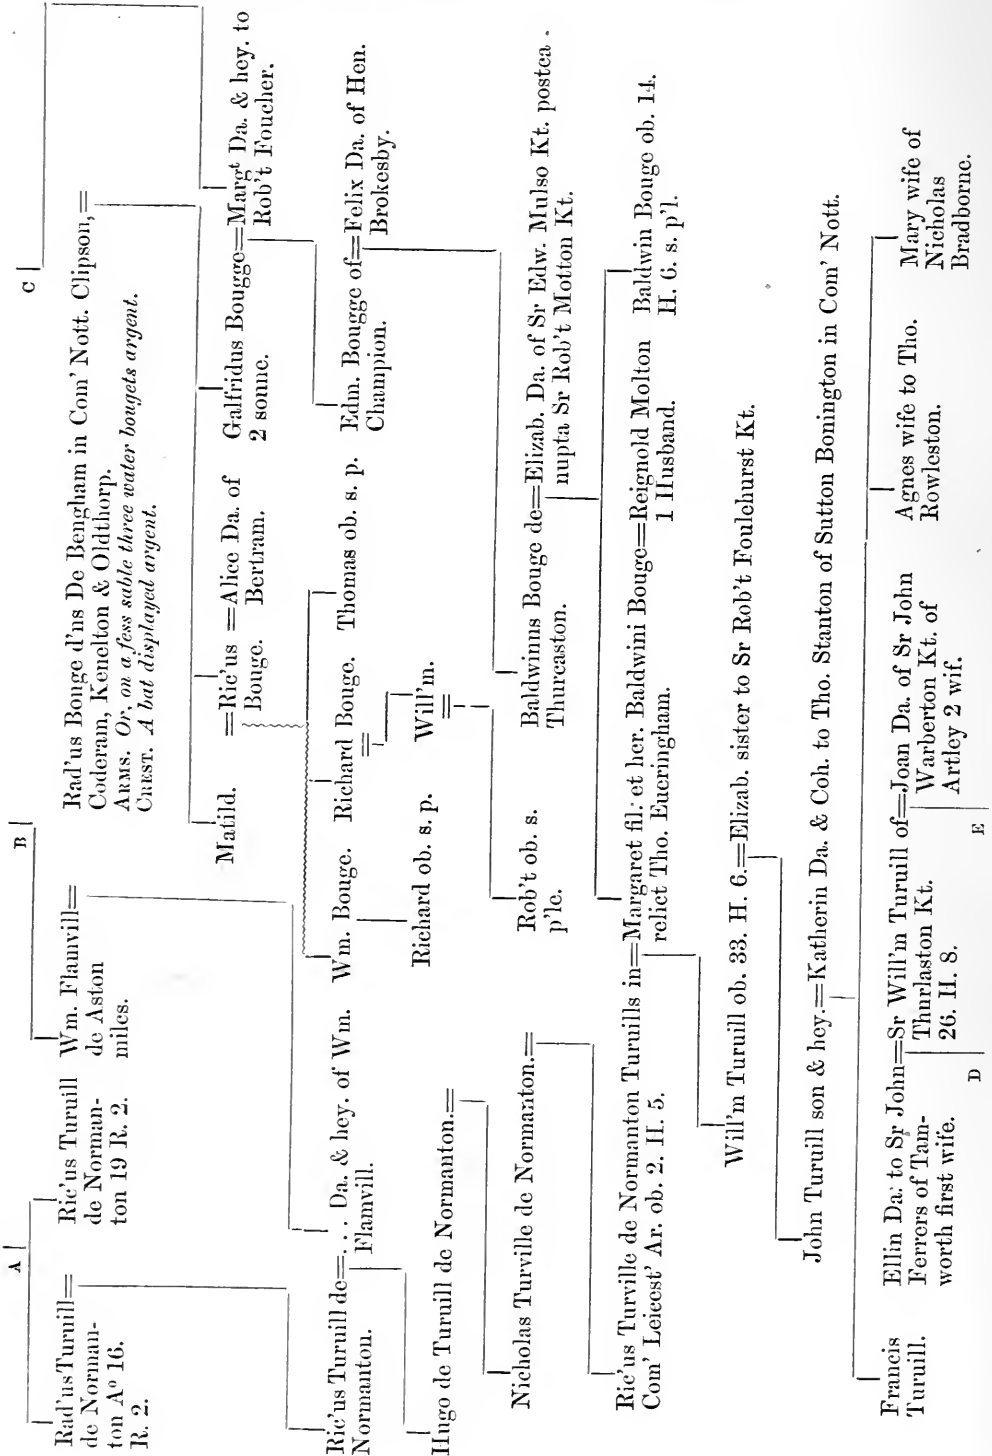 A
B
C
Rad'us Turuill=
de Norman-
ton Aº 16.
R. 2.
Ric'us Turuill
de Norman-
ton 19 R. 2.
Wm. Flamvill=
de Aston
miles.
Rad'us Bouge d'us De Bengham in Com' Nott. Clipson,=
Coderam, Kenelton & Oldthorp.
ARMS. Or, on a fess sable three water bougets argent.
CREST. A bat displayed argent.
Matild.
=Ric'us
Bouge.
=Alice Da. of
Bertram.
Galfridus Bougge=Margt Da. & hey. to
2 sonne.
Rob't Foucher.
Ric'us Turuill de=... Da. & hey. of Wm.
Normanton.
Flamvill.
Wm. Bouge.
Richard Bouge.
=
Thomas ob. s. p.
Edm. Bougge of=Felix Da. of Hen.
Champion.
Brokesby.
Hugo de Turuill de Normanton.=
Richard ob. s. p.
Will'm.
=
Nicholas Turville de Normanton.=
Rob't ob. s.
p'le.
Baldwinus Bouge de=Elizab. Da. of Sr Edw. Mulso Kt. postea
Thurcaston.
nupta Sr Rob't Motton Kt.
Ric'us Turville de Normanton Turuills in=Margaret fil: et her. Baldwini Bouge=Reignold Molton
Com' Leicest' Ar. ob. 2. H. 5.
relict Tho. Eueringham.
1 Husband.
Baldwin Bouge ob. 14.
H. 6. s. p'l.
Will'm Turuill ob. 33. H. 6.=Elizab. sister to Sr Rob't Foulchurst Kt.
John Turuill son & hey.=Katherin Da. & Coh. to Tho. Stanton of Sutton Bonington in Com' Nott.
Francis
Turuill.
Ellin Da: to Sr John=Sr Will'm Turuill of=Joan Da. of Sr John
Ferrers of Tam-
worth first wife.
Thurlaston Kt.
26. H. 8.
Warberton Kt. of
Artley 2 wif.
Agnes wife to Tho.
Rowleston.
Mary wife of
Nicholas
Bradborne.
D
E